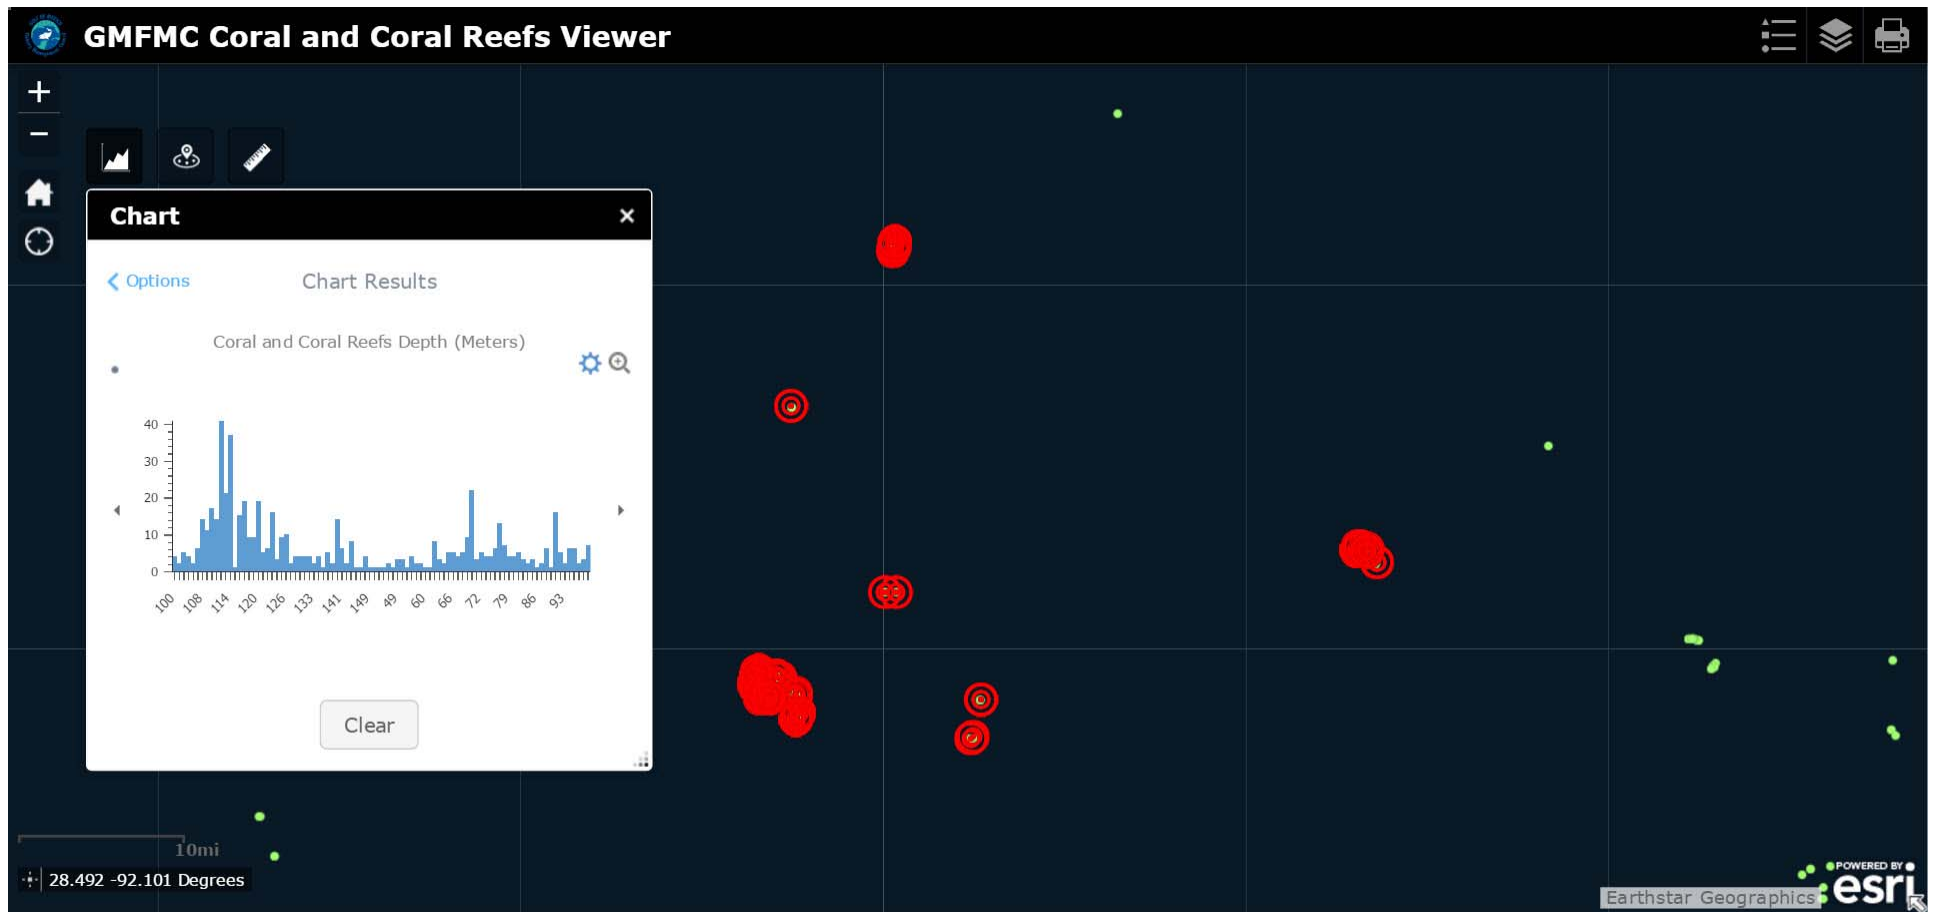 GMFMC Coral and Coral Reefs Viewer
+
−
Chart
×
Options
Chart Results
Coral and Coral Reefs Depth (Meters)
40
30
20
10
0
100 108 114 120 126 133 141 149 49 60 66 72 79 86 93
Clear
10mi
28.492 -92.101 Degrees
POWERED BY
esri
Earthstar Geographics